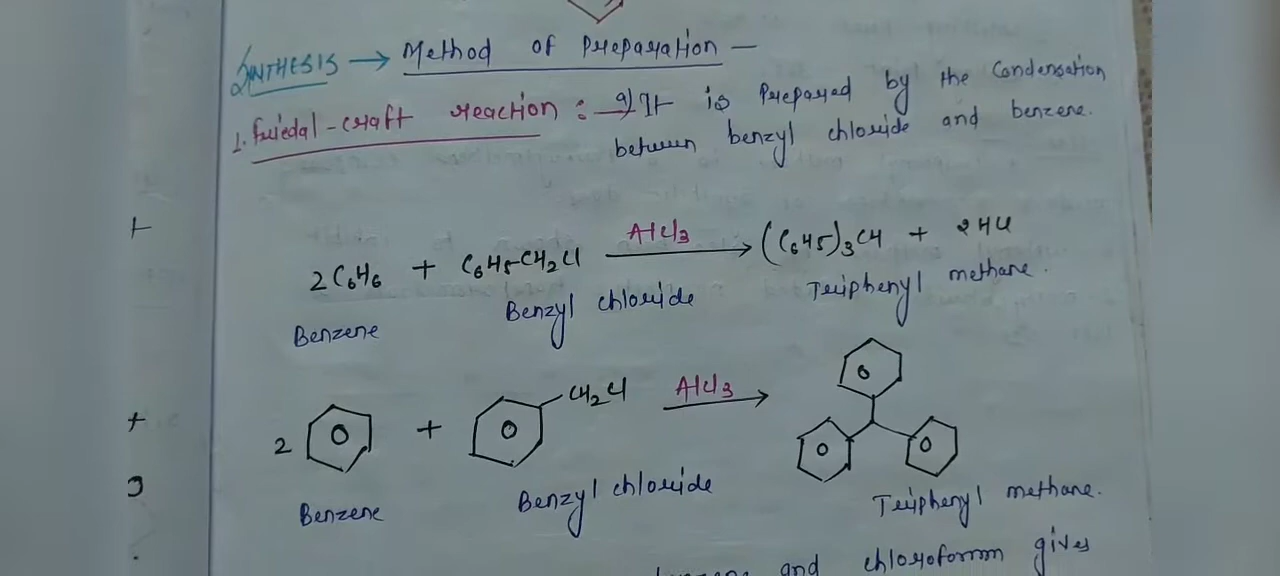 SYNTHESIS → Method of Preparation —
1. Friedal-craft reaction :— a) It is Prepared by the Condensation
between benzyl chloride and benzene.
2C₆H₆ + C₆H₅-CH₂Cl AlCl₃ → (C₆H₅)₃CH + 2HCl
Benzene Benzyl chloride Triphenyl methane.
2 + CH₂Cl AlCl₃ →
Benzene Benzyl chloride Triphenyl methane.
and chloroform gives